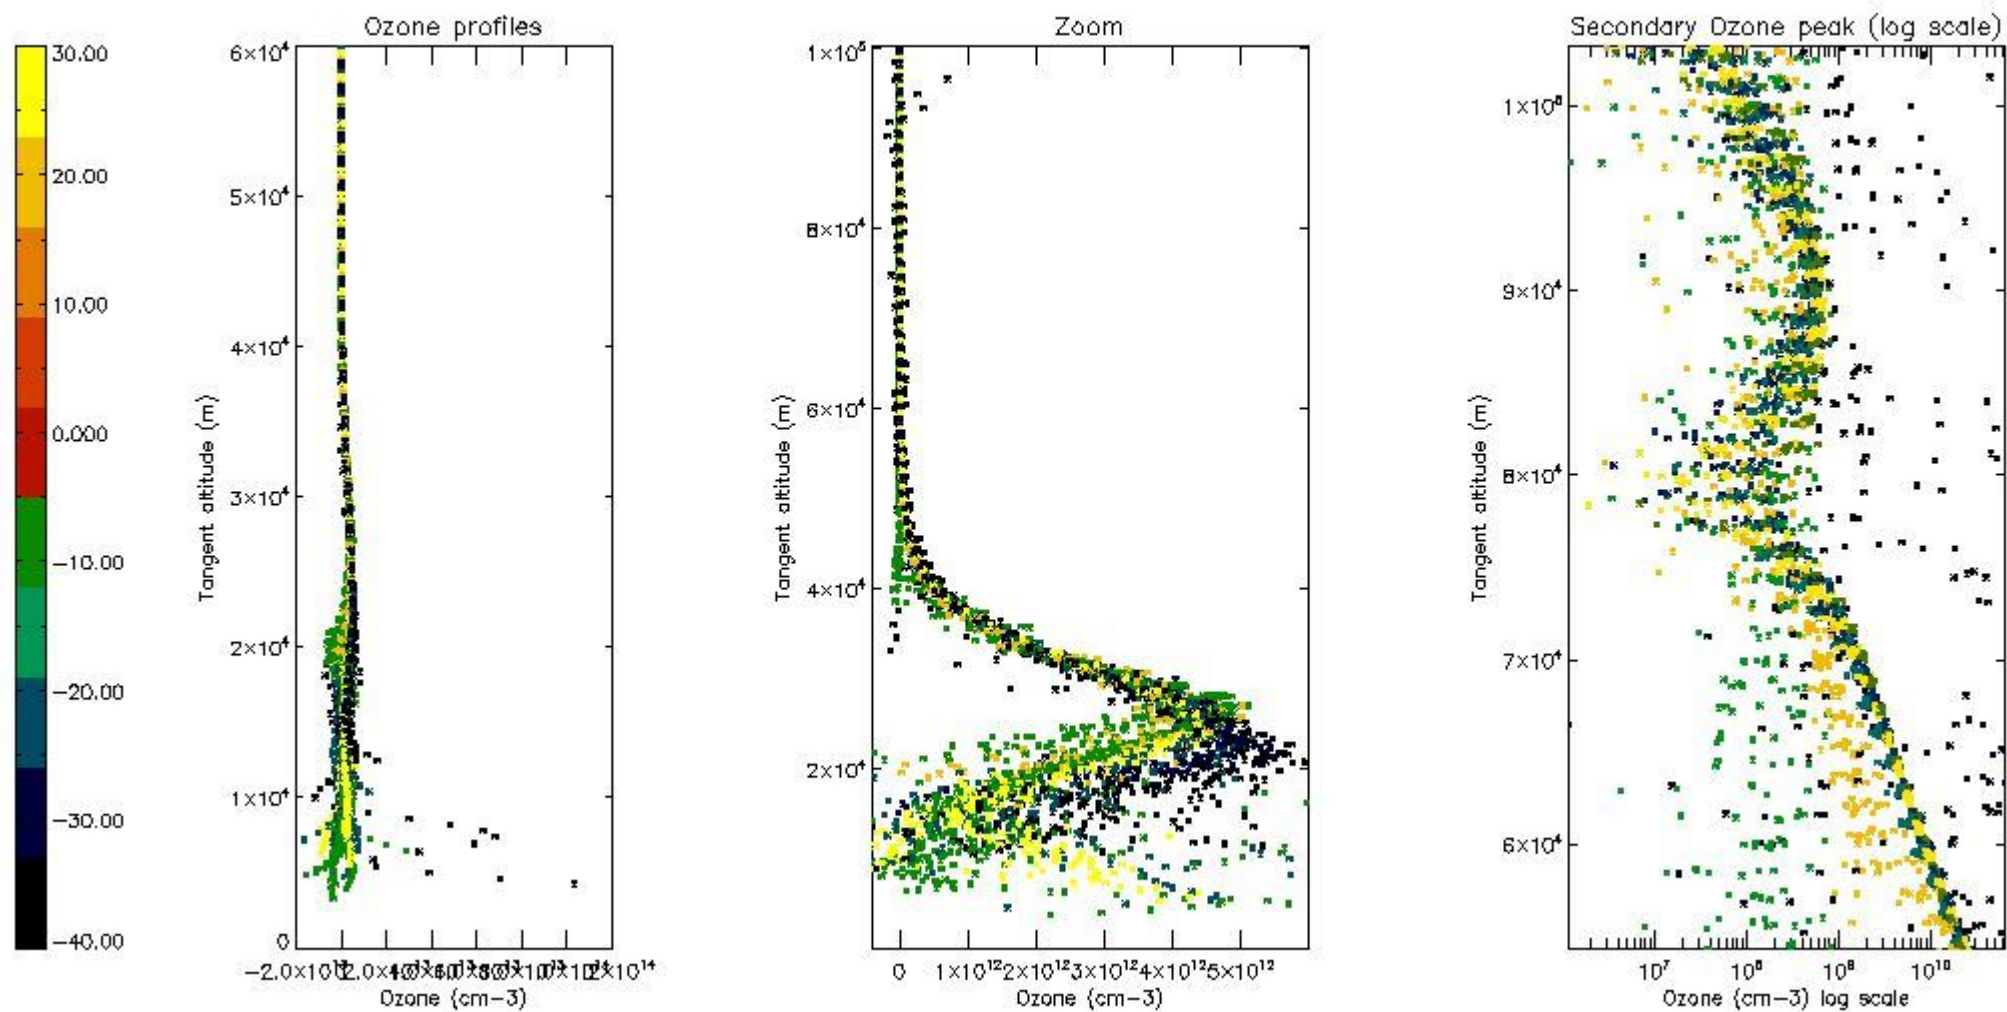 Ozone profiles
Zoom
Secondary Ozone peak (log scale)
30.00
20.00
10.00
0.000
−10.00
−20.00
−30.00
−40.00
6×10⁴
5×10⁴
4×10⁴
3×10⁴
2×10⁴
1×10⁴
0
Tangent altitude (m)
Ozone (cm−3)
1×10⁵
8×10⁴
6×10⁴
4×10⁴
2×10⁴
Tangent altitude (m)
0 1×10¹² 2×10¹² 3×10¹² 4×10¹² 5×10¹²
Ozone (cm−3)
9×10⁴
8×10⁴
7×10⁴
6×10⁴
Tangent altitude (m)
10⁷ 10⁸ 10⁹ 10¹⁰
Ozone (cm−3) log scale